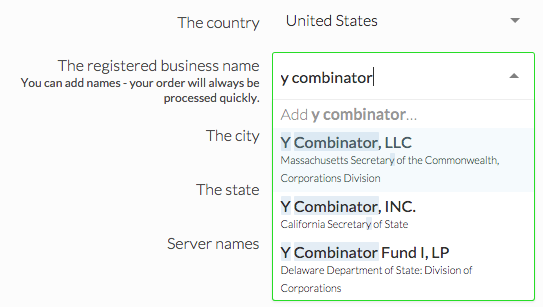 The country
United States
The registered business name
You can add names - your order will always be
processed quickly.
y combinator
Add y combinator...
The city
Y Combinator, LLC
Massachusetts Secretary of the Commonwealth,
Corporations Division
The state
Y Combinator, INC.
California Secretary of State
Server names
Y Combinator Fund I, LP
Delaware Department of State: Division of
Corporations